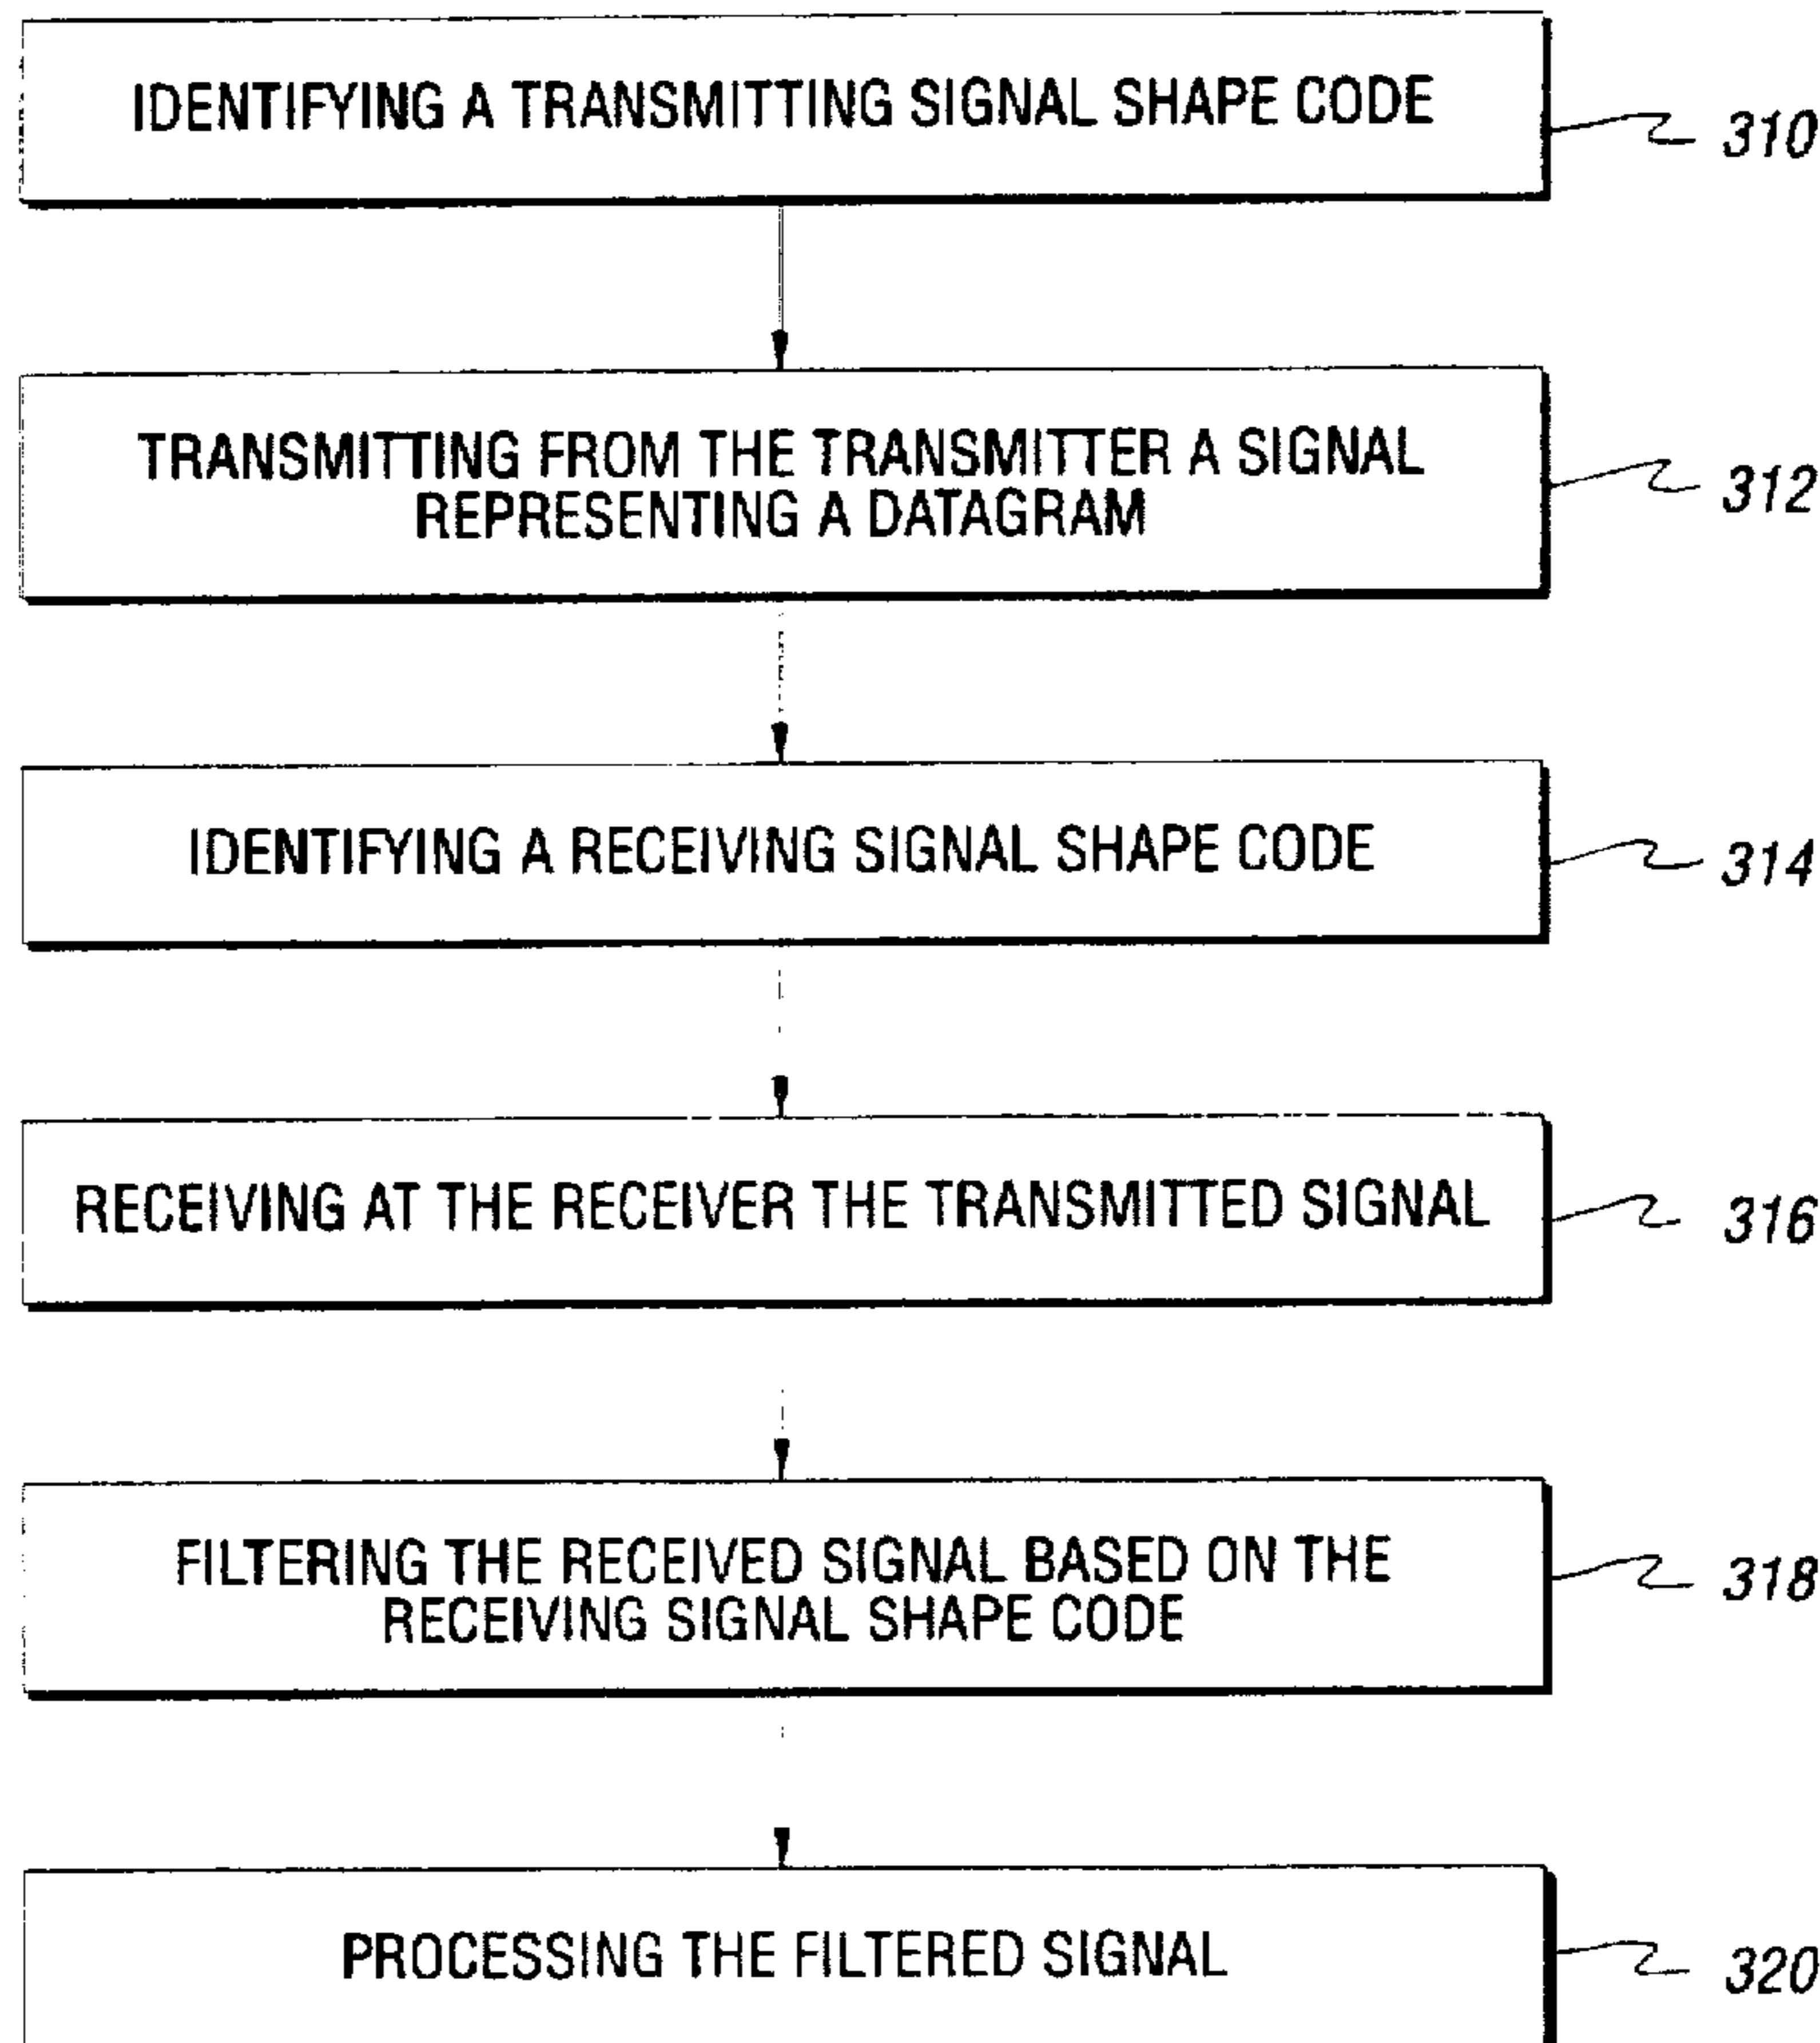 IDENTIFYING A TRANSMITTING SIGNAL SHAPE CODE
310
TRANSMITTING FROM THE TRANSMITTER A SIGNAL
REPRESENTING A DATAGRAM
312
IDENTIFYING A RECEIVING SIGNAL SHAPE CODE
314
RECEIVING AT THE RECEIVER THE TRANSMITTED SIGNAL
316
FILTERING THE RECEIVED SIGNAL BASED ON THE
RECEIVING SIGNAL SHAPE CODE
318
PROCESSING THE FILTERED SIGNAL
320